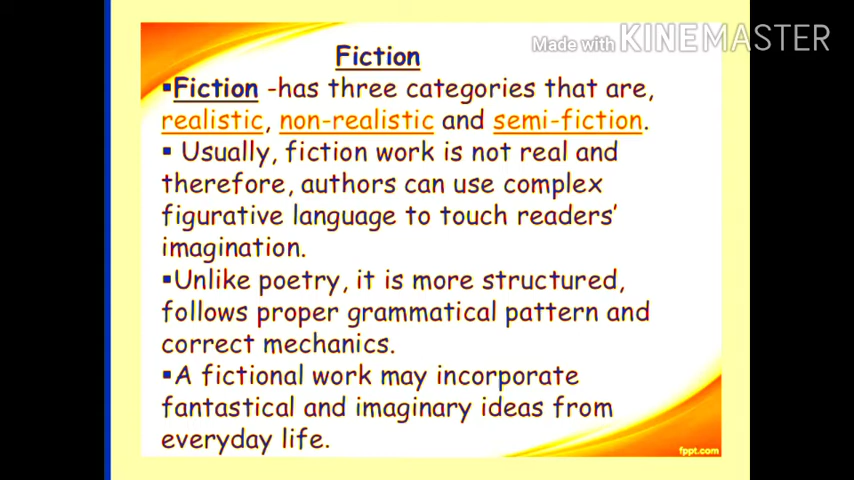 Made with KINEMASTER
Fiction
▪Fiction -has three categories that are,
realistic, non-realistic and semi-fiction.
▪ Usually, fiction work is not real and
therefore, authors can use complex
figurative language to touch readers’
imagination.
▪Unlike poetry, it is more structured,
follows proper grammatical pattern and
correct mechanics.
▪A fictional work may incorporate
fantastical and imaginary ideas from
everyday life.
fppt.com